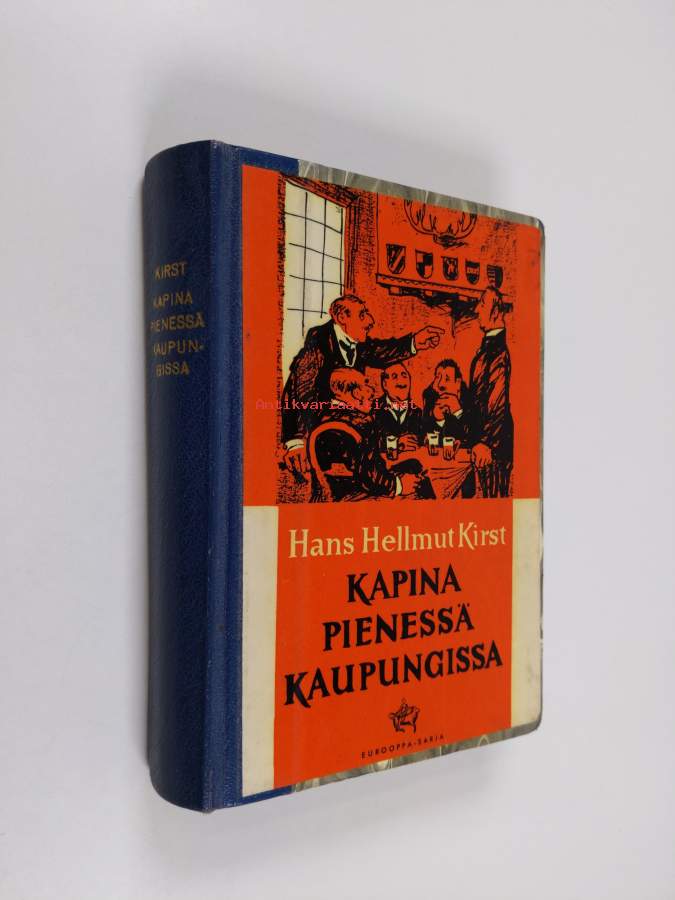 KIRST
KAPINA
PIENESSÄ
KAUPUN-
GISSA
Antikvariaatti.net
Hans Hellmut Kirst
KAPINA
PIENESSÄ
KAUPUNGISSA
EUROOPPA-SARJA